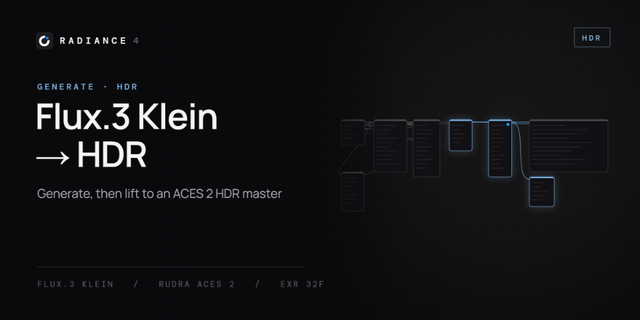 RADIANCE 4
HDR
GENERATE · HDR
Flux.3 Klein
→ HDR
Generate, then lift to an ACES 2 HDR master
FLUX.3 KLEIN / RUDRA ACES 2 / EXR 32F